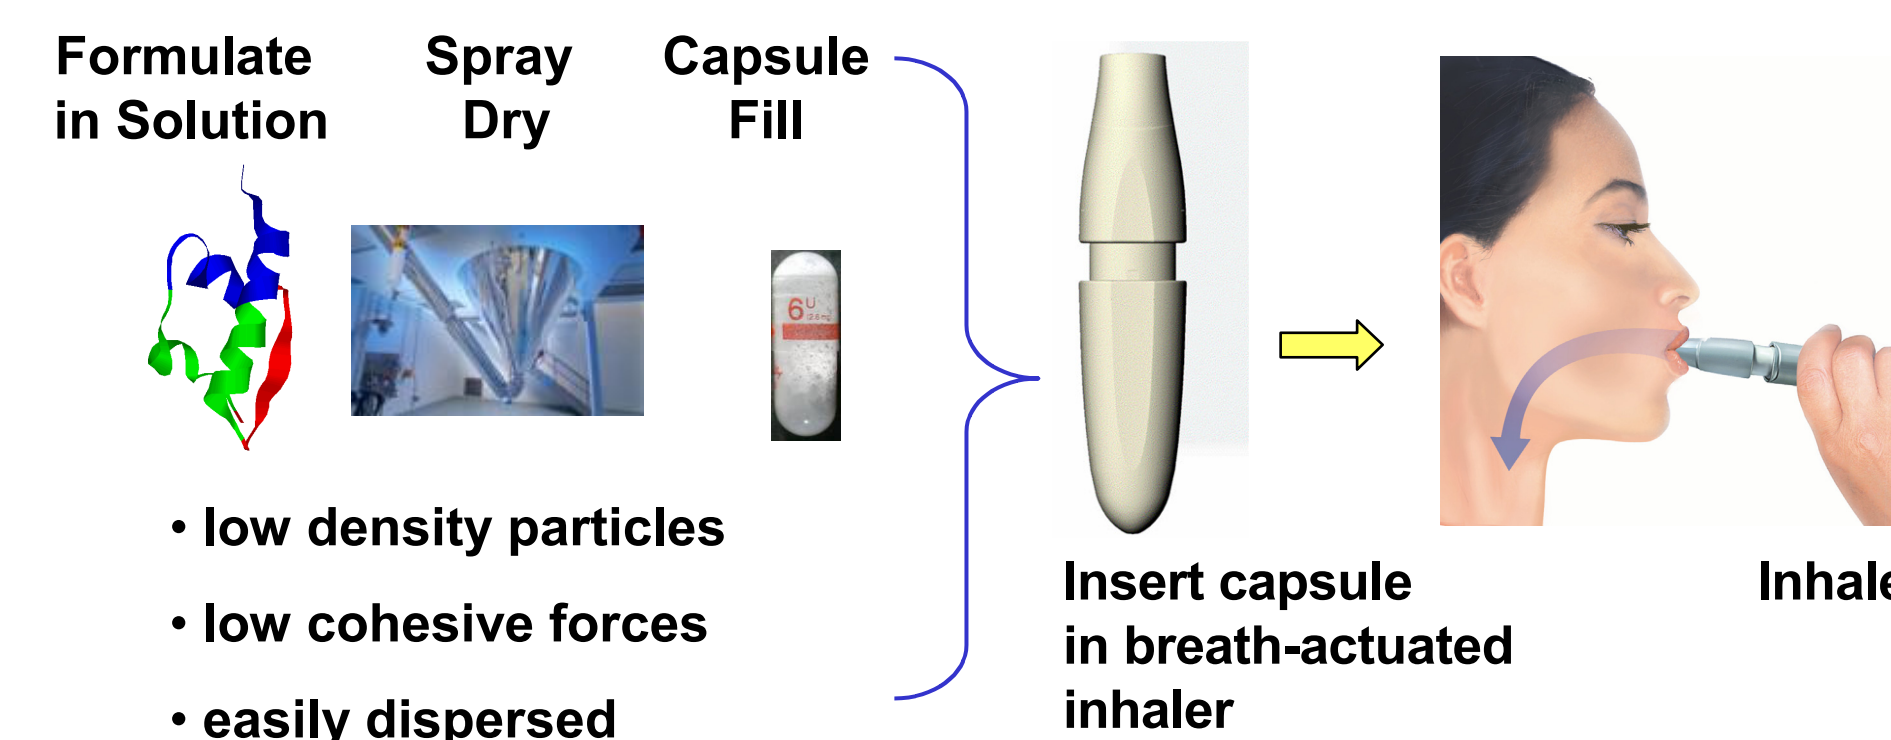 Formulate
in Solution
Spray
Dry
Capsule
Fill
6U
• low density particles
• low cohesive forces
• easily dispersed
Insert capsule
in breath-actuated
inhaler
Inhale